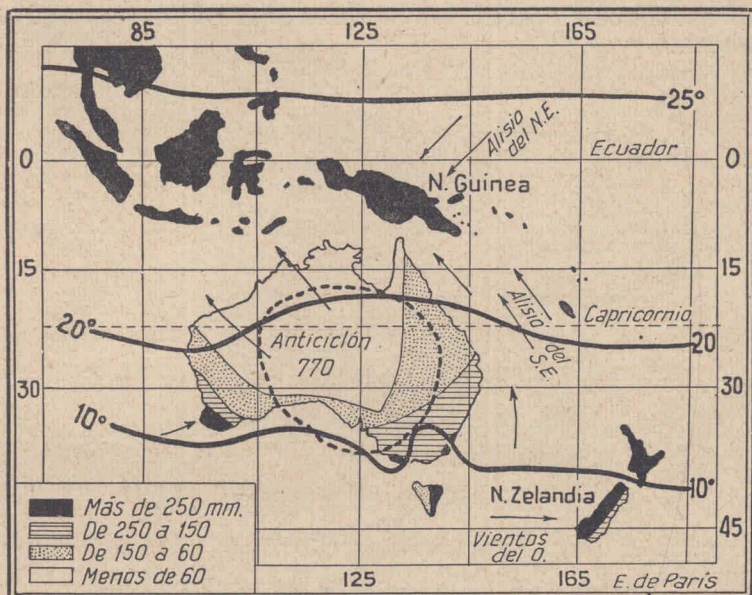 85 125 165
25°
Alisio
del N.E.
Ecuador
0 0
N. Guinea
15 15
Capricornio
20°
Anticiclón
770
Alisio del
S.E.
20
30 30
10°
N. Zelandia
10°
Más de 250 mm.
De 250 a 150
De 150 a 60
Menos de 60
Vientos
del O.
45
125 165 E. de París